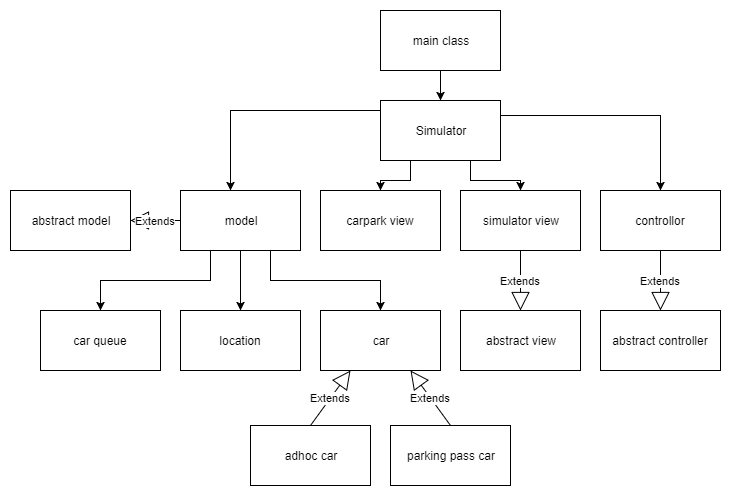 main class
Simulator
abstract model
Extends
model
carpark view
simulator view
controllor
Extends
Extends
car queue
location
car
abstract view
abstract controller
Extends
Extends
adhoc car
parking pass car